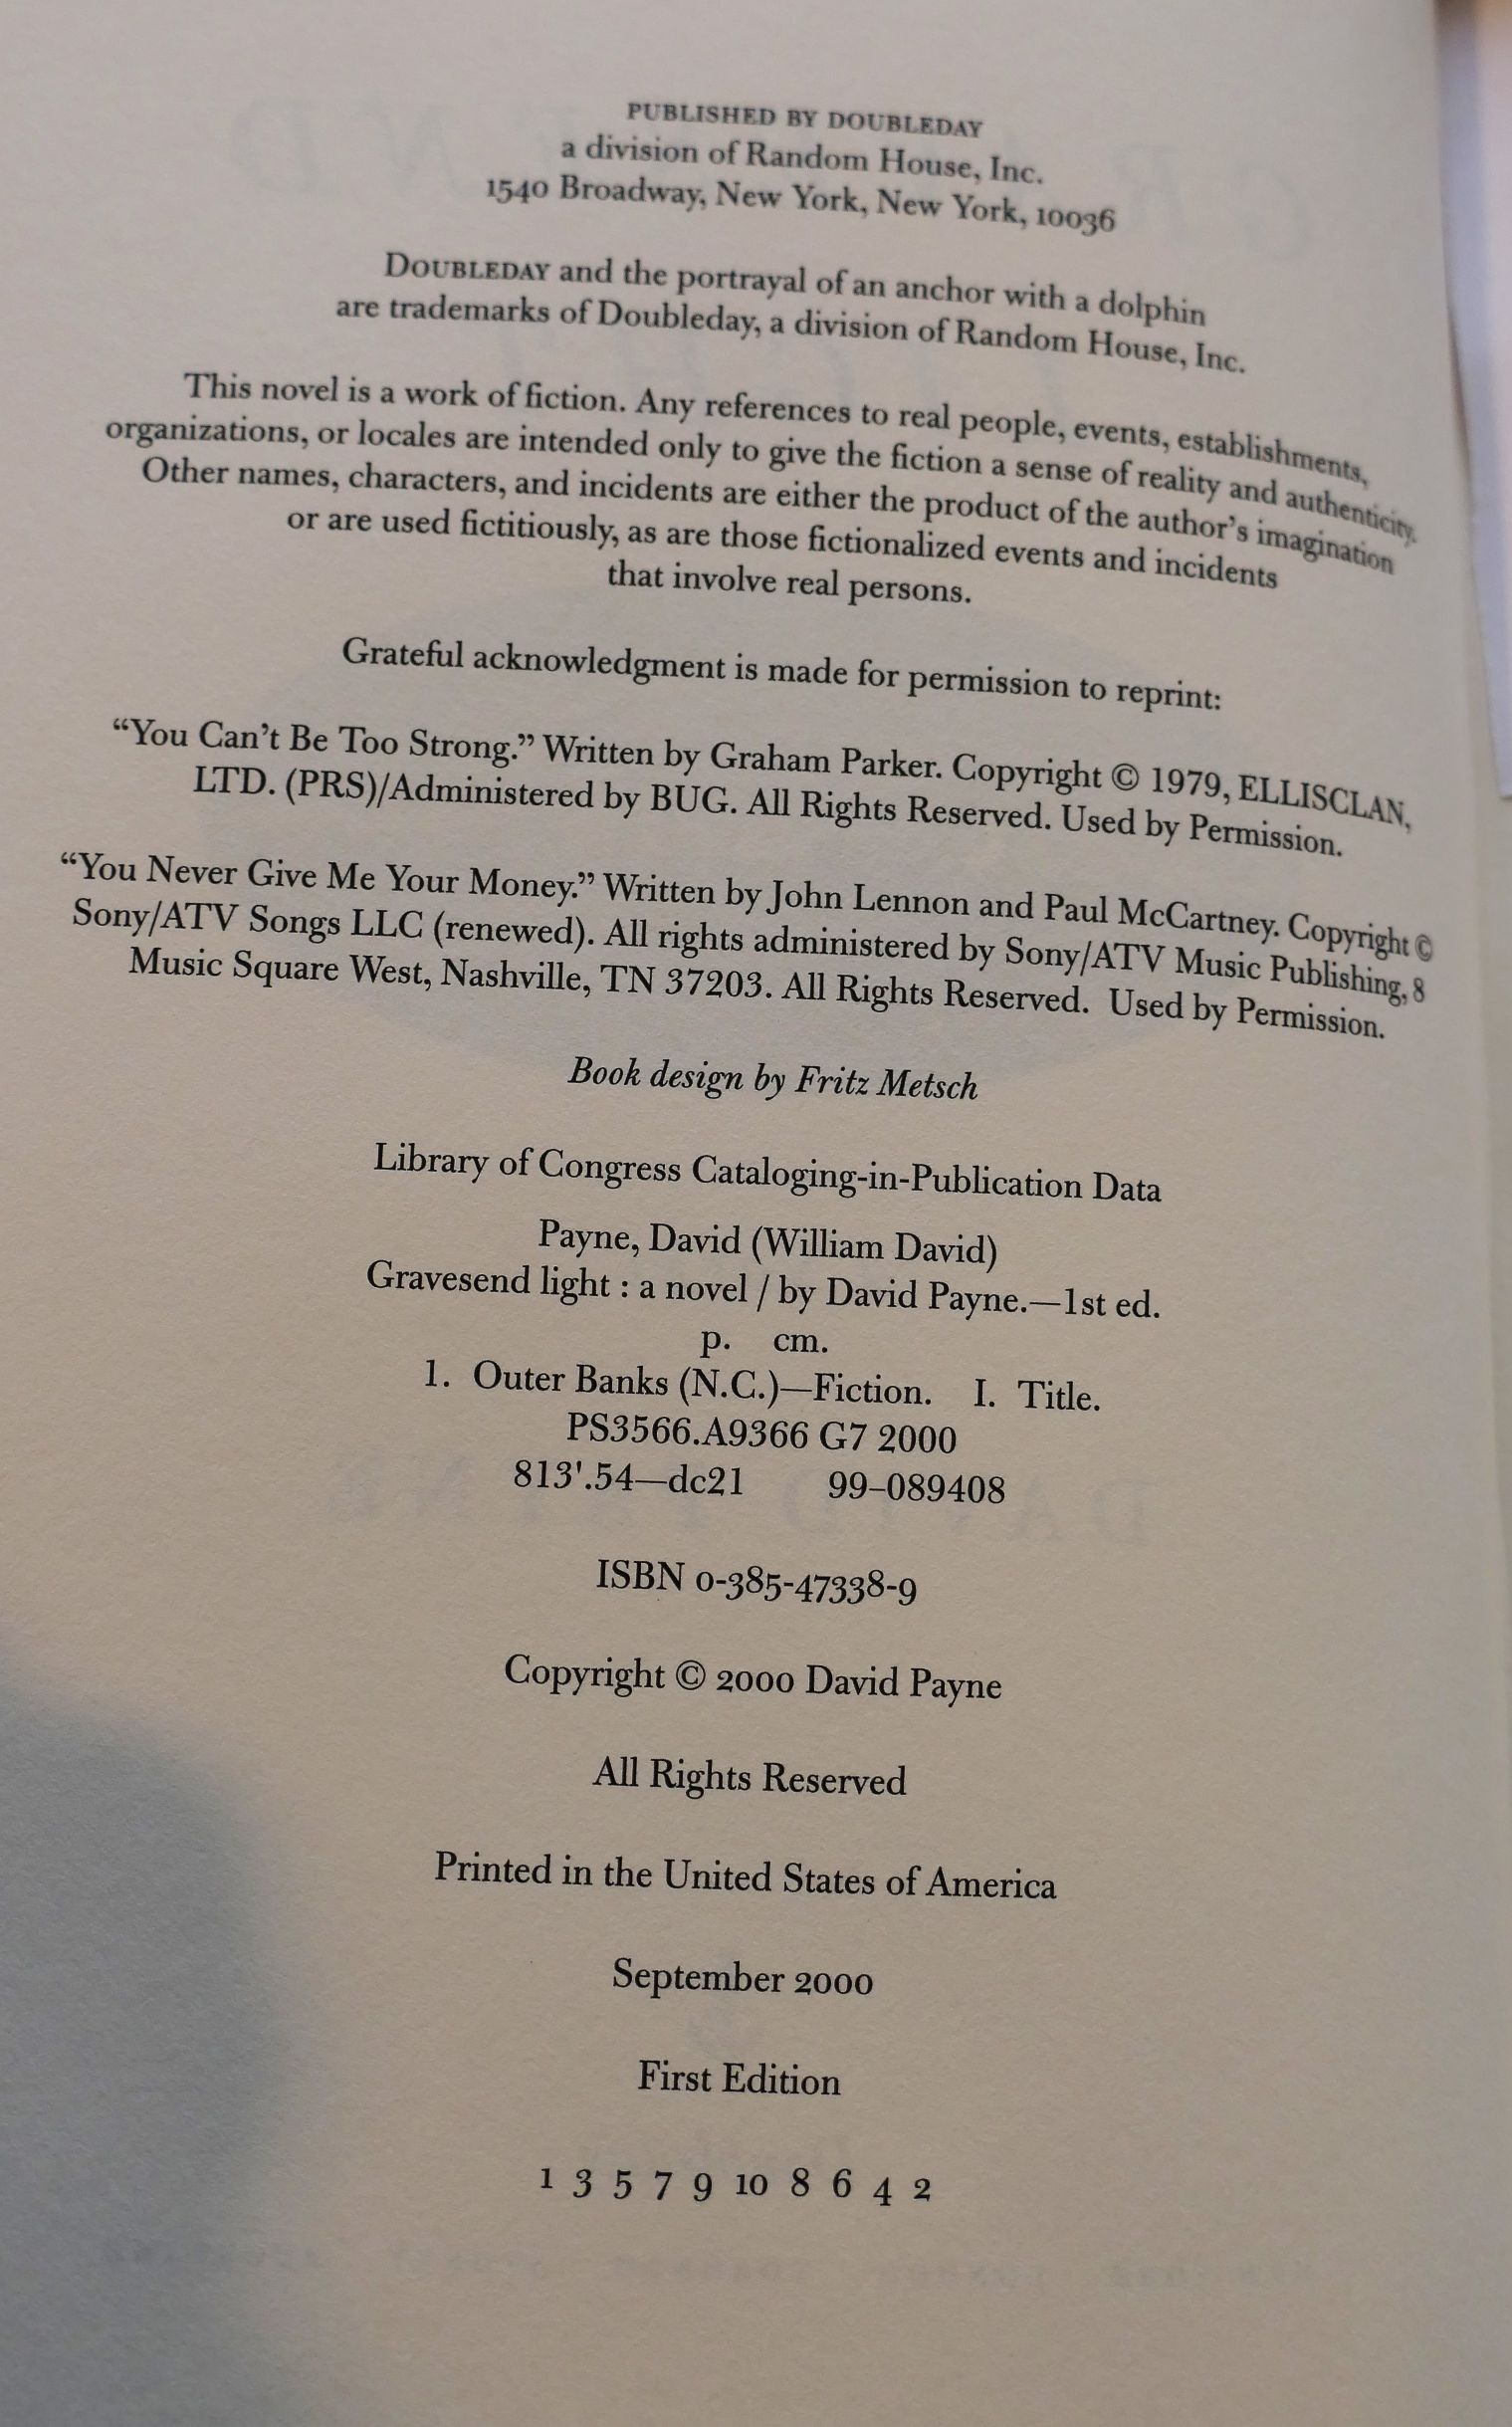 PUBLISHED BY DOUBLEDAY
a division of Random House, Inc.
1540 Broadway, New York, New York, 10036
DOUBLEDAY and the portrayal of an anchor with a dolphin
are trademarks of Doubleday, a division of Random House, Inc.
This novel is a work of fiction. Any references to real people, events, establishments,
organizations, or locales are intended only to give the fiction a sense of reality and authenticity.
Other names, characters, and incidents are either the product of the author’s imagination
or are used fictitiously, as are those fictionalized events and incidents
that involve real persons.
Grateful acknowledgment is made for permission to reprint:
“You Can’t Be Too Strong.” Written by Graham Parker. Copyright © 1979, ELLISCLAN,
LTD. (PRS)/Administered by BUG. All Rights Reserved. Used by Permission.
“You Never Give Me Your Money.” Written by John Lennon and Paul McCartney. Copyright ©
Sony/ATV Songs LLC (renewed). All rights administered by Sony/ATV Music Publishing, 8
Music Square West, Nashville, TN 37203. All Rights Reserved. Used by Permission.
Book design by Fritz Metsch
Library of Congress Cataloging-in-Publication Data
Payne, David (William David)
Gravesend light : a novel / by David Payne.—1st ed.
p. cm.
1. Outer Banks (N.C.)—Fiction. I. Title.
PS3566.A9366 G7 2000
813'.54—dc21 99–089408
ISBN 0-385-47338-9
Copyright © 2000 David Payne
All Rights Reserved
Printed in the United States of America
September 2000
First Edition
1 3 5 7 9 10 8 6 4 2